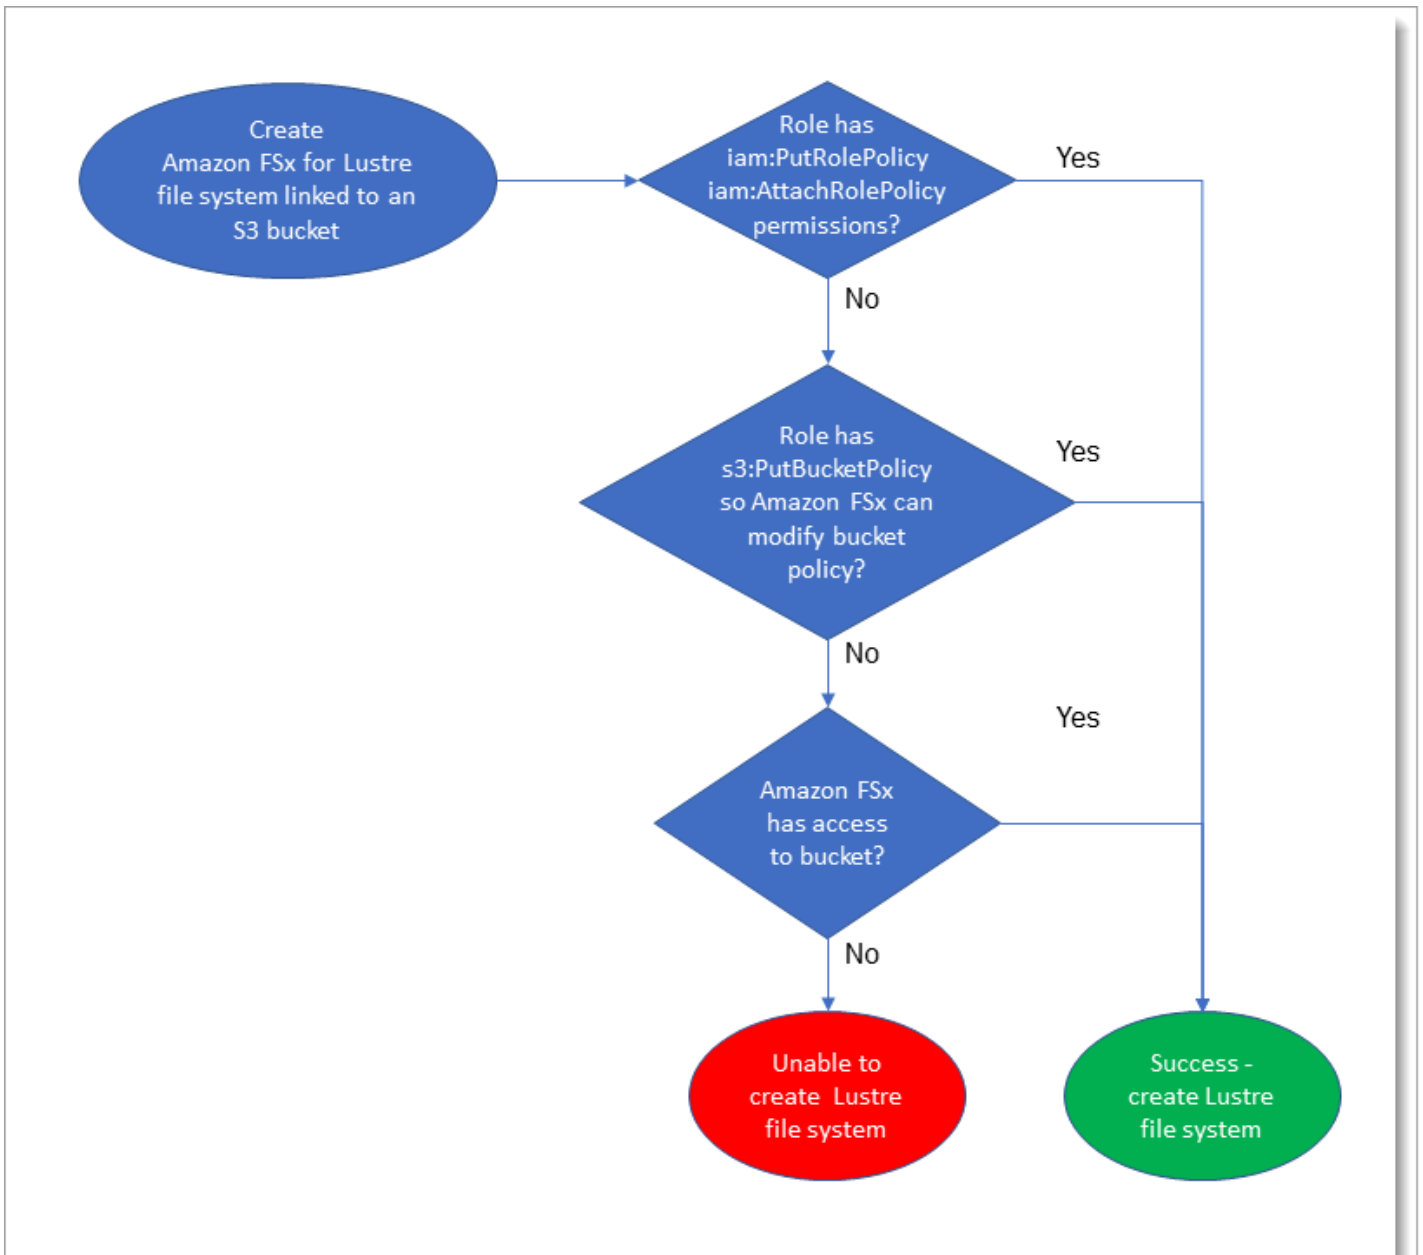 Create
Amazon FSx for Lustre
file system linked to an
S3 bucket
Role has
iam:PutRolePolicy
iam:AttachRolePolicy
permissions?
Yes
No
Role has
s3:PutBucketPolicy
so Amazon FSx can
modify bucket
policy?
Yes
No
Yes
Amazon FSx
has access
to bucket?
No
Unable to
create Lustre
file system
Success -
create Lustre
file system